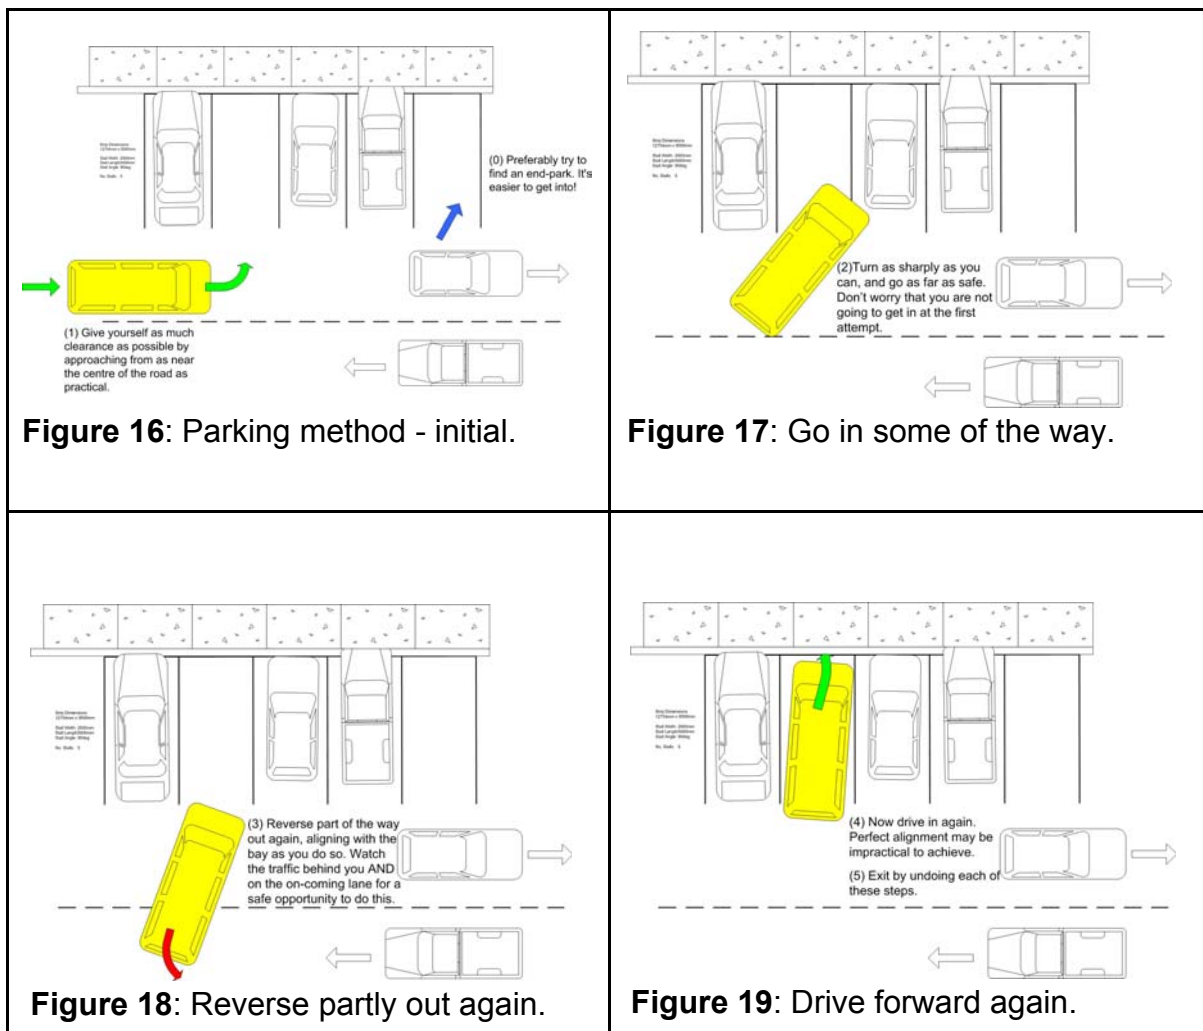 (0) Preferably try to
find an end-park. It's
easier to get into!
(1) Give yourself as much
clearance as possible by
approaching from as near
the centre of the road as
practical.
Figure 16: Parking method - initial.
(2)Turn as sharply as you
can, and go as far as safe.
Don't worry that you are not
going to get in at the first
attempt.
Figure 17: Go in some of the way.
(3) Reverse part of the way
out again, aligning with the
bay as you do so. Watch
the traffic behind you AND
on the on-coming lane for a
safe opportunity to do this.
Figure 18: Reverse partly out again.
(4) Now drive in again.
Perfect alignment may be
impractical to achieve.
(5) Exit by undoing each of
these steps.
Figure 19: Drive forward again.